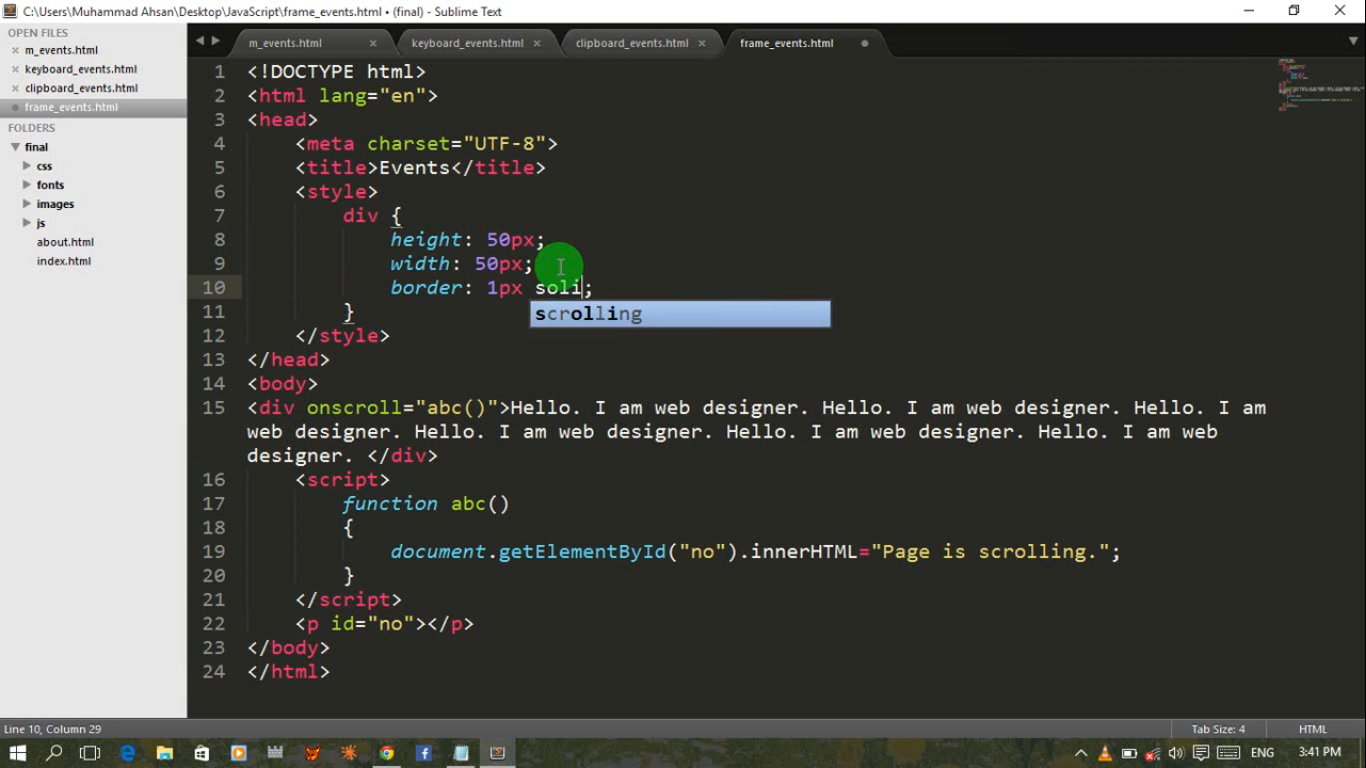 C:\Users\Muhammad Ahsan\Desktop\JavaScript\frame_events.html • (final) - Sublime Text
OPEN FILES
m_events.html
keyboard_events.html
clipboard_events.html
frame_events.html
FOLDERS
final
css
fonts
images
js
about.html
index.html
m_events.html
keyboard_events.html
clipboard_events.html
frame_events.html
1 <!DOCTYPE html>
2 <html lang="en">
3 <head>
4 <meta charset="UTF-8">
5 <title>Events</title>
6 <style>
7 div {
8 height: 50px;
9 width: 50px;
10 border: 1px soli;
scrolling
11 }
12 </style>
13 </head>
14 <body>
15 <div onscroll="abc()">Hello. I am web designer. Hello. I am web designer. Hello. I am
web designer. Hello. I am web designer. Hello. I am web designer. Hello. I am web
designer. </div>
16 <script>
17 function abc()
18 {
19 document.getElementById("no").innerHTML="Page is scrolling.";
20 }
21 </script>
22 <p id="no"></p>
23 </body>
24 </html>
Line 10, Column 29
Tab Size: 4
HTML
ENG
3:41 PM